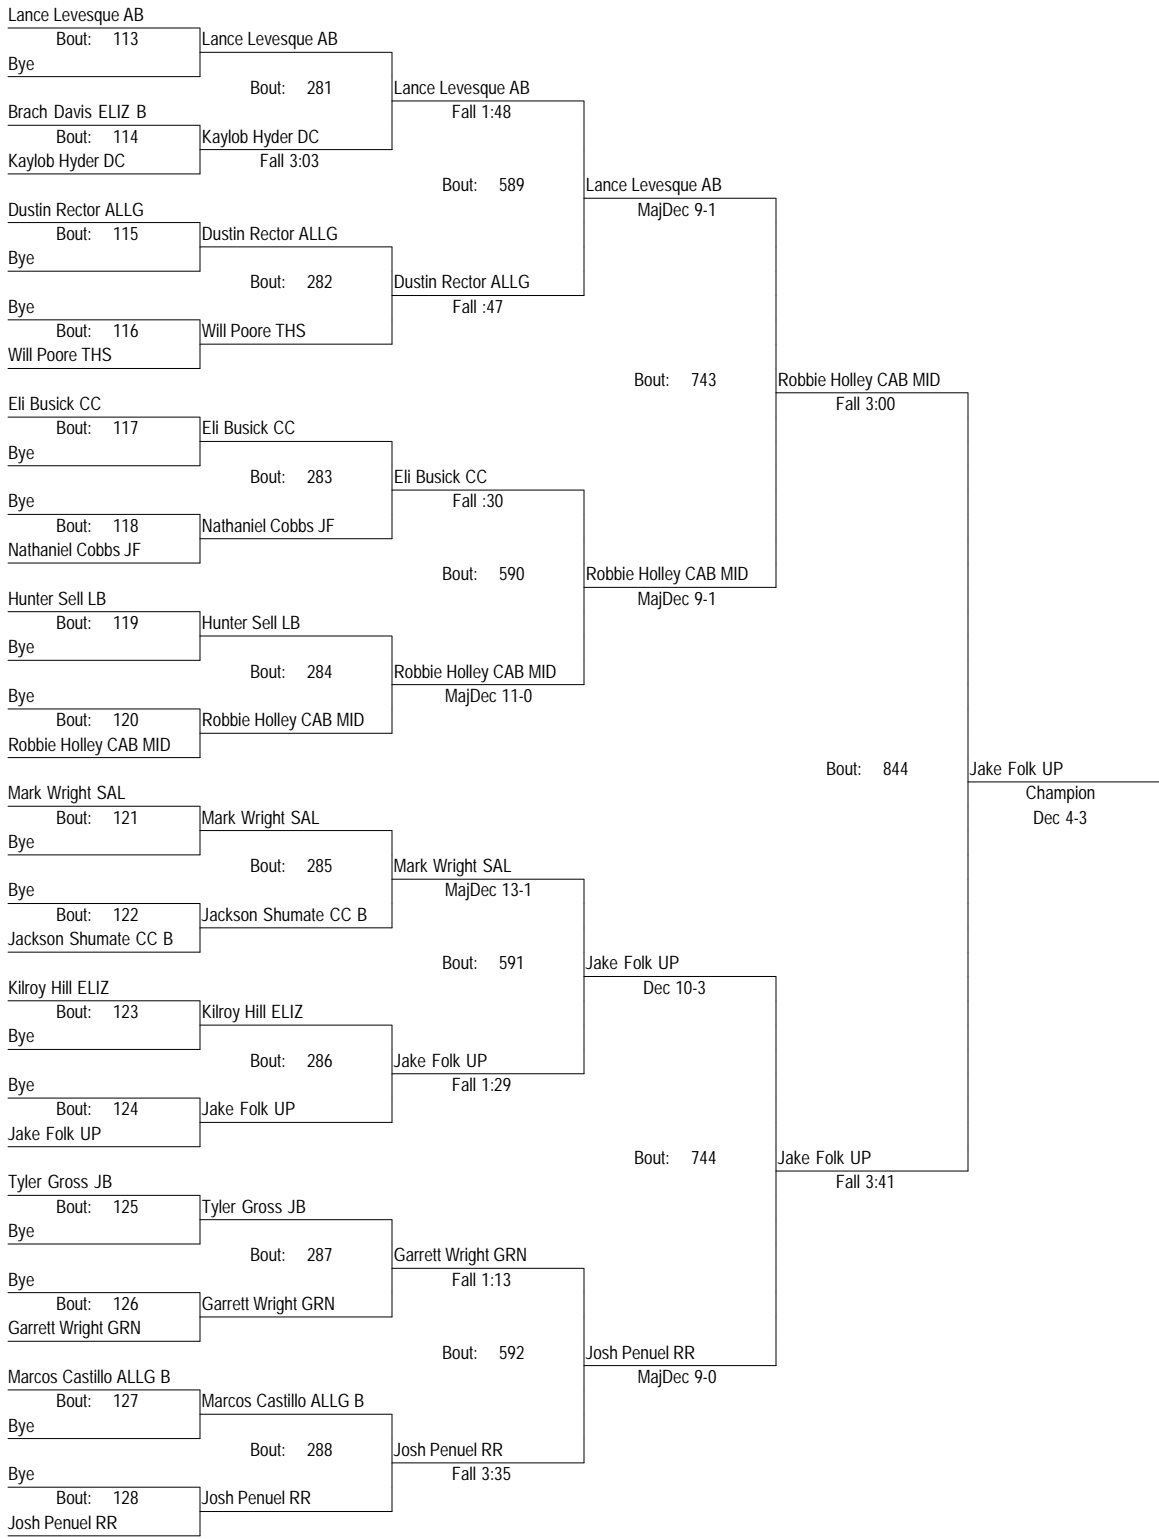 Lance Levesque AB
Bout: 113
Lance Levesque AB
Bye
Bout: 281
Lance Levesque AB
Brach Davis ELIZ B
Fall 1:48
Bout: 114
Kaylob Hyder DC
Kaylob Hyder DC
Fall 3:03
Bout: 589
Lance Levesque AB
Dustin Rector ALLG
MajDec 9-1
Bout: 115
Dustin Rector ALLG
Bye
Bout: 282
Dustin Rector ALLG
Bye
Fall :47
Bout: 116
Will Poore THS
Will Poore THS
Bout: 743
Robbie Holley CAB MID
Eli Busick CC
Fall 3:00
Bout: 117
Eli Busick CC
Bye
Bout: 283
Eli Busick CC
Bye
Fall :30
Bout: 118
Nathaniel Cobbs JF
Nathaniel Cobbs JF
Bout: 590
Robbie Holley CAB MID
Hunter Sell LB
MajDec 9-1
Bout: 119
Hunter Sell LB
Bye
Bout: 284
Robbie Holley CAB MID
Bye
MajDec 11-0
Bout: 120
Robbie Holley CAB MID
Robbie Holley CAB MID
Bout: 844
Jake Folk UP
Mark Wright SAL
Champion
Bout: 121
Mark Wright SAL
Dec 4-3
Bye
Bout: 285
Mark Wright SAL
Bye
MajDec 13-1
Bout: 122
Jackson Shumate CC B
Jackson Shumate CC B
Bout: 591
Jake Folk UP
Kilroy Hill ELIZ
Dec 10-3
Bout: 123
Kilroy Hill ELIZ
Bye
Bout: 286
Jake Folk UP
Bye
Fall 1:29
Bout: 124
Jake Folk UP
Jake Folk UP
Bout: 744
Jake Folk UP
Tyler Gross JB
Fall 3:41
Bout: 125
Tyler Gross JB
Bye
Bout: 287
Garrett Wright GRN
Bye
Fall 1:13
Bout: 126
Garrett Wright GRN
Garrett Wright GRN
Bout: 592
Josh Penuel RR
Marcos Castillo ALLG B
MajDec 9-0
Bout: 127
Marcos Castillo ALLG B
Bye
Bout: 288
Josh Penuel RR
Bye
Fall 3:35
Bout: 128
Josh Penuel RR
Josh Penuel RR